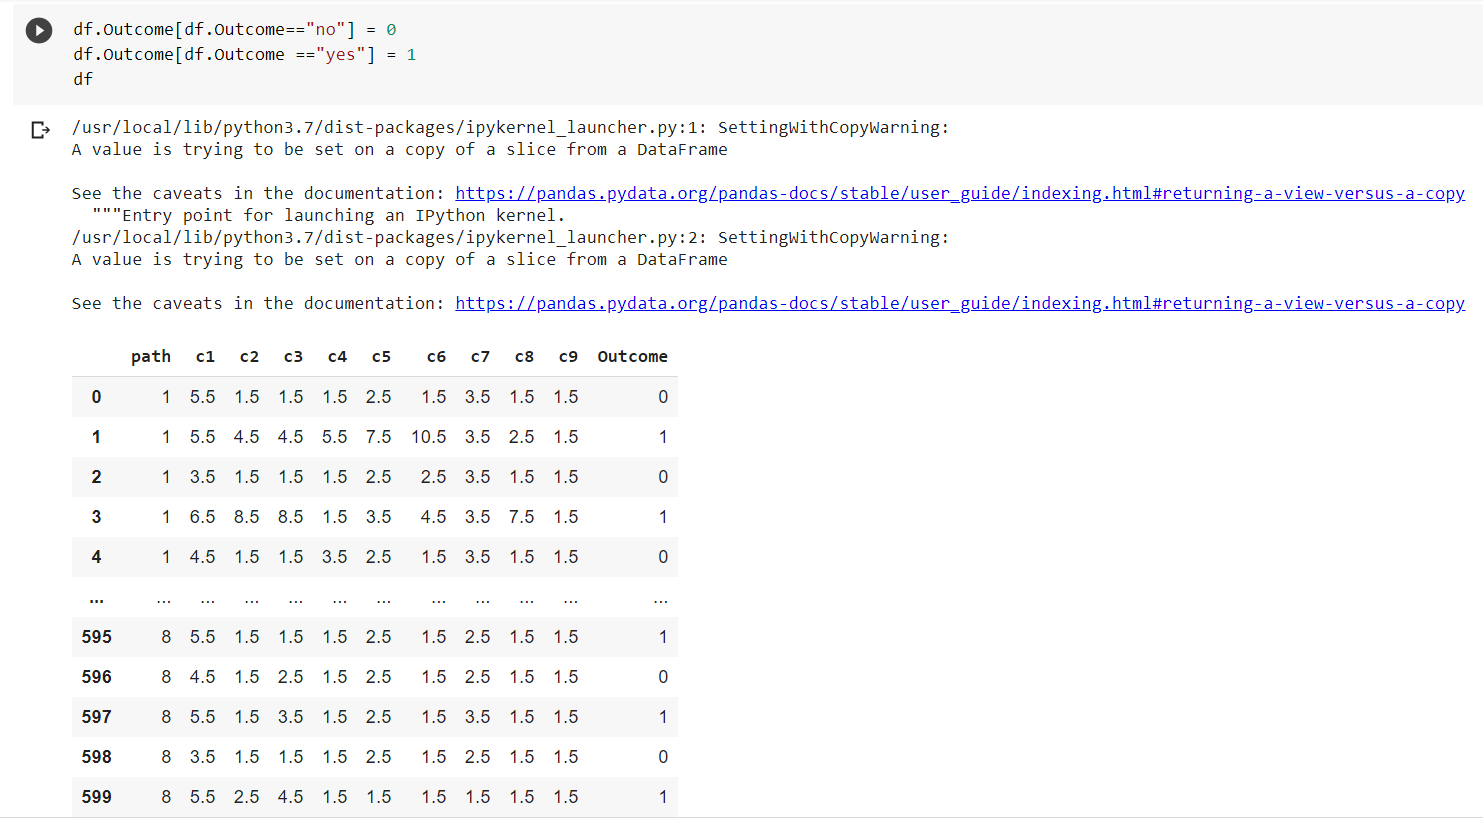 df.Outcome[df.Outcome=="no"] = 0
df.Outcome[df.Outcome =="yes"] = 1
df
/usr/local/lib/python3.7/dist-packages/ipykernel_launcher.py:1: SettingWithCopyWarning:
A value is trying to be set on a copy of a slice from a DataFrame
See the caveats in the documentation: https://pandas.pydata.org/pandas-docs/stable/user_guide/indexing.html#returning-a-view-versus-a-copy
"""Entry point for launching an IPython kernel.
/usr/local/lib/python3.7/dist-packages/ipykernel_launcher.py:2: SettingWithCopyWarning:
A value is trying to be set on a copy of a slice from a DataFrame
See the caveats in the documentation: https://pandas.pydata.org/pandas-docs/stable/user_guide/indexing.html#returning-a-view-versus-a-copy
path c1 c2 c3 c4 c5 c6 c7 c8 c9 Outcome
0 1 5.5 1.5 1.5 1.5 2.5 1.5 3.5 1.5 1.5 0
1 1 5.5 4.5 4.5 5.5 7.5 10.5 3.5 2.5 1.5 1
2 1 3.5 1.5 1.5 1.5 2.5 2.5 3.5 1.5 1.5 0
3 1 6.5 8.5 8.5 1.5 3.5 4.5 3.5 7.5 1.5 1
4 1 4.5 1.5 1.5 3.5 2.5 1.5 3.5 1.5 1.5 0
... ... ... ... ... ... ... ... ... ... ... ...
595 8 5.5 1.5 1.5 1.5 2.5 1.5 2.5 1.5 1.5 1
596 8 4.5 1.5 2.5 1.5 2.5 1.5 2.5 1.5 1.5 0
597 8 5.5 1.5 3.5 1.5 2.5 1.5 3.5 1.5 1.5 1
598 8 3.5 1.5 1.5 1.5 2.5 1.5 2.5 1.5 1.5 0
599 8 5.5 2.5 4.5 1.5 1.5 1.5 1.5 1.5 1.5 1